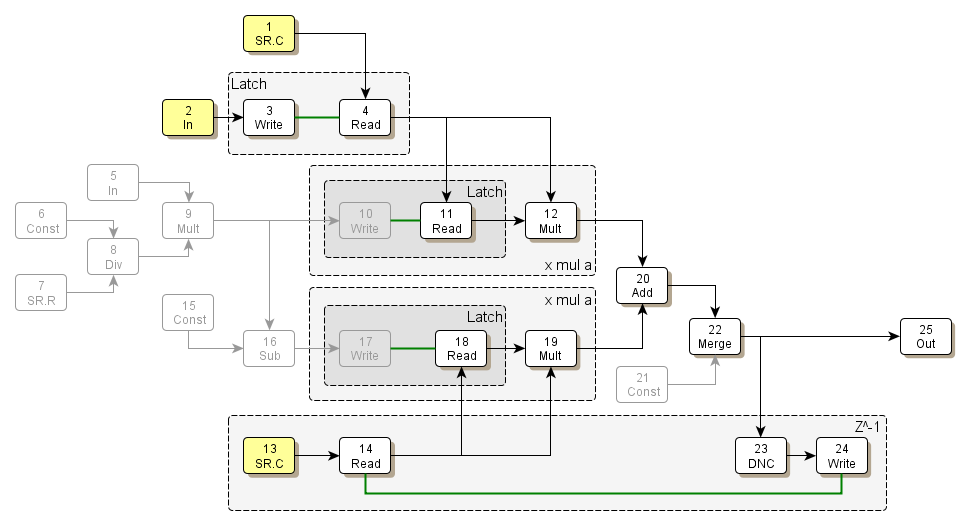 1
SR.C
Latch
2
In
3
Write
4
Read
5
In
6
Const
7
SR.R
8
Div
9
Mult
Latch
10
Write
11
Read
12
Mult
x mul a
x mul a
Latch
15
Const
16
Sub
17
Write
18
Read
19
Mult
20
Add
21
Const
22
Merge
25
Out
Z^-1
13
SR.C
14
Read
23
DNC
24
Write